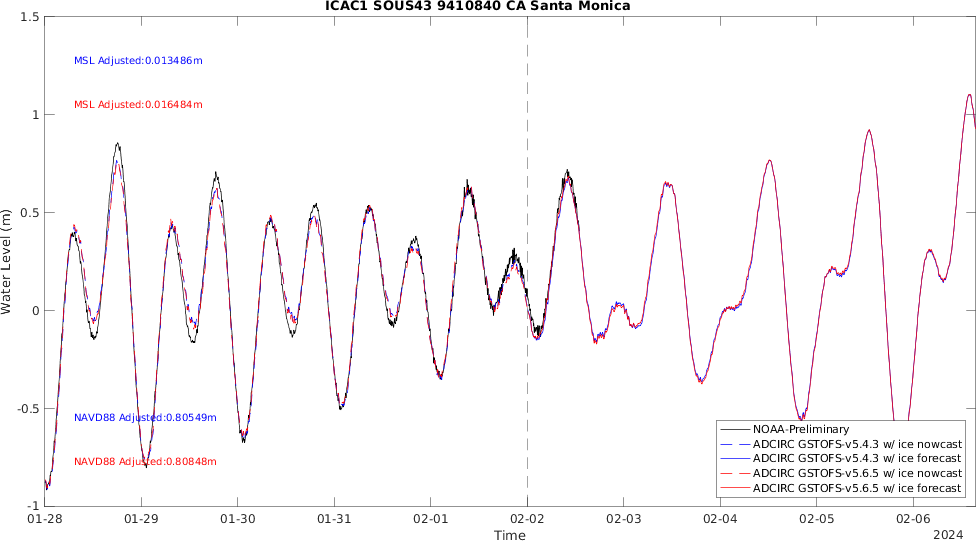 ICAC1 SOUS43 9410840 CA Santa Monica
1.5
MSL Adjusted:0.013486m
MSL Adjusted:0.016484m
1
0.5
Water Level (m)
0
-0.5
NAVD88 Adjusted:0.80549m
NAVD88 Adjusted:0.80848m
-1
NOAA-Preliminary
ADCIRC GSTOFS-v5.4.3 w/ ice nowcast
ADCIRC GSTOFS-v5.4.3 w/ ice forecast
ADCIRC GSTOFS-v5.6.5 w/ ice nowcast
ADCIRC GSTOFS-v5.6.5 w/ ice forecast
01-28 01-29 01-30 01-31 02-01 02-02 02-03 02-04 02-05 02-06
Time
2024